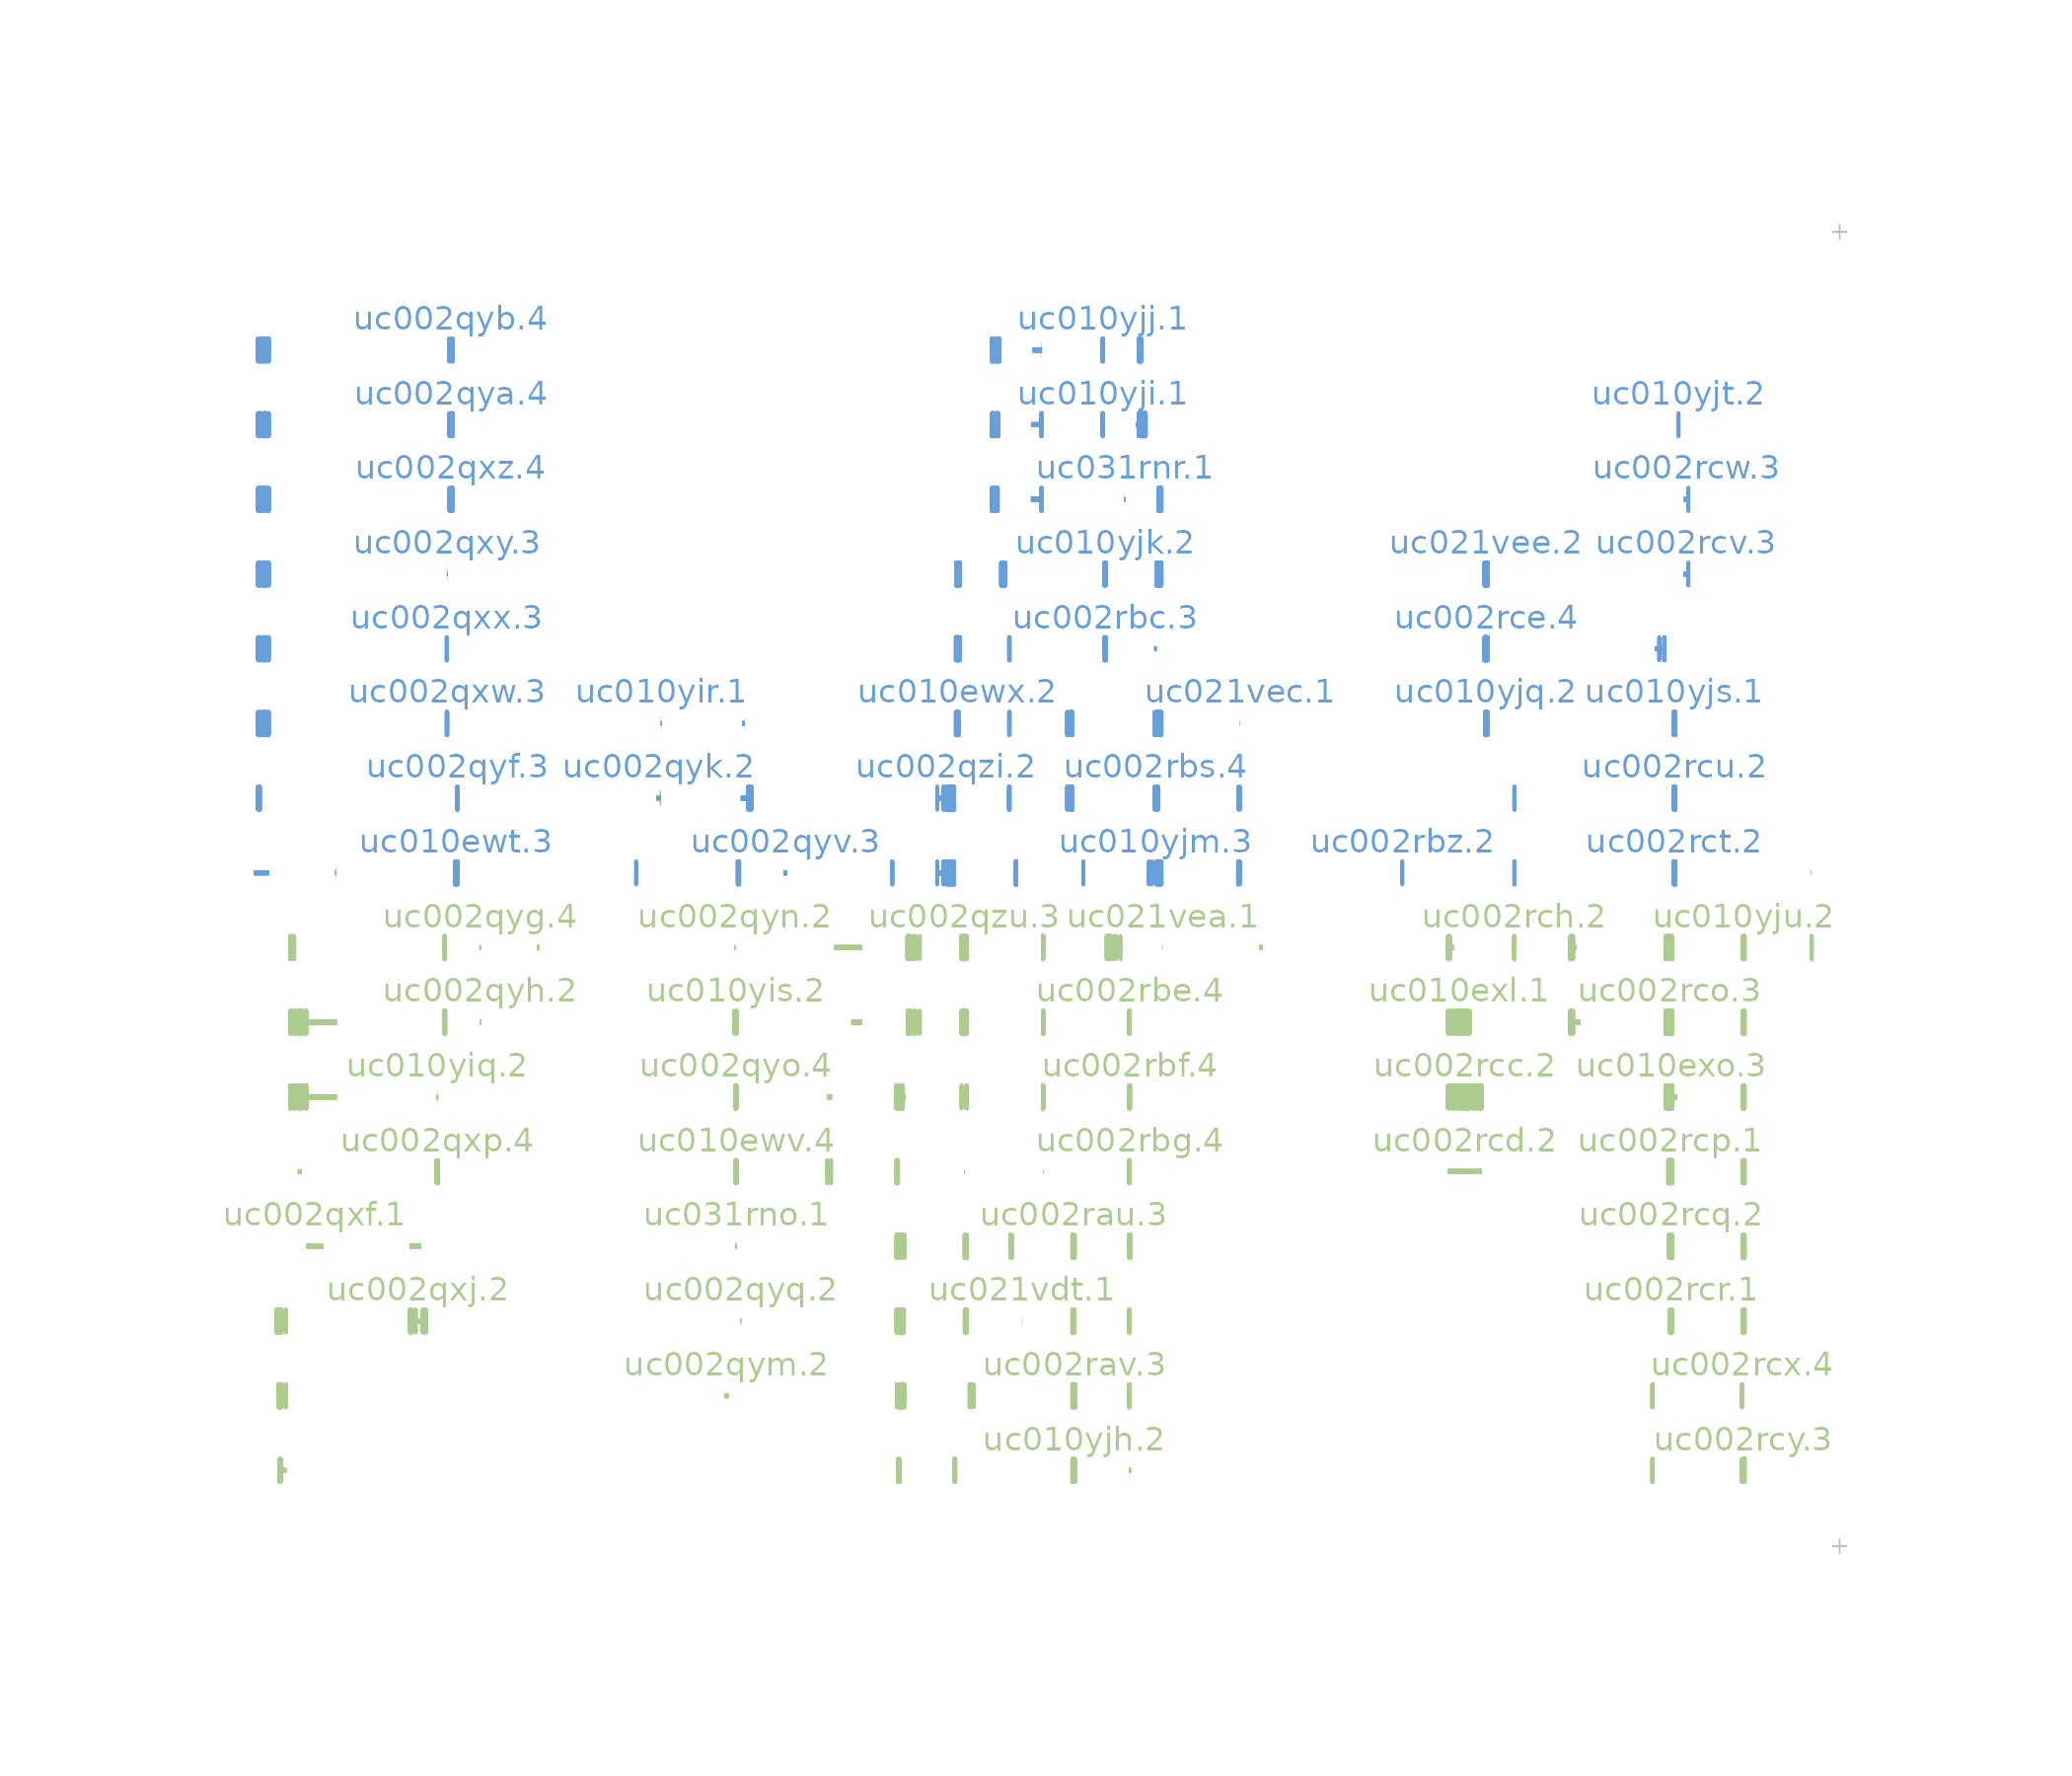 uc002qyb.4 uc010yjj.1
uc002qya.4 uc010yji.1 uc010yjt.2
uc002qxz.4 uc031rnr.1 uc002rcw.3
uc002qxy.3 uc010yjk.2 uc021vee.2 uc002rcv.3
uc002qxx.3 uc002rbc.3 uc002rce.4
uc002qxw.3 uc010yir.1 uc010ewx.2 uc021vec.1 uc010yjq.2 uc010yjs.1
uc002qyf.3 uc002qyk.2 uc002qzi.2 uc002rbs.4 uc002rcu.2
uc010ewt.3 uc002qyv.3 uc010yjm.3 uc002rbz.2 uc002rct.2
uc002qyg.4 uc002qyn.2 uc002qzu.3 uc021vea.1 uc002rch.2 uc010yju.2
uc002qyh.2 uc010yis.2 uc002rbe.4 uc010exl.1 uc002rco.3
uc010yiq.2 uc002qyo.4 uc002rbf.4 uc002rcc.2 uc010exo.3
uc002qxp.4 uc010ewv.4 uc002rbg.4 uc002rcd.2 uc002rcp.1
uc002qxf.1 uc031rno.1 uc002rau.3 uc002rcq.2
uc002qxj.2 uc002qyq.2 uc021vdt.1 uc002rcr.1
uc002qym.2 uc002rav.3 uc002rcx.4
uc010yjh.2 uc002rcy.3